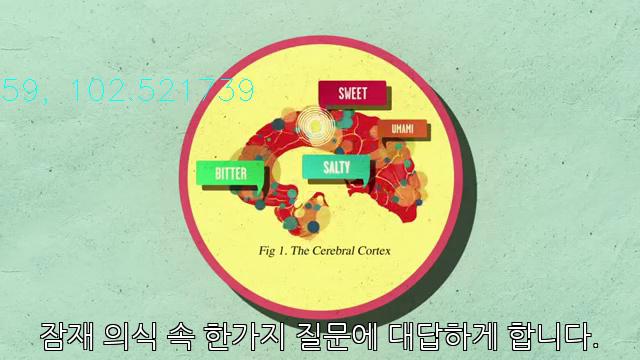 59, 102.521739
SWEET
UMAMI
BITTER
SALTY
Fig 1. The Cerebral Cortex
잠재 의식 속 한가지 질문에 대답하게 합니다.